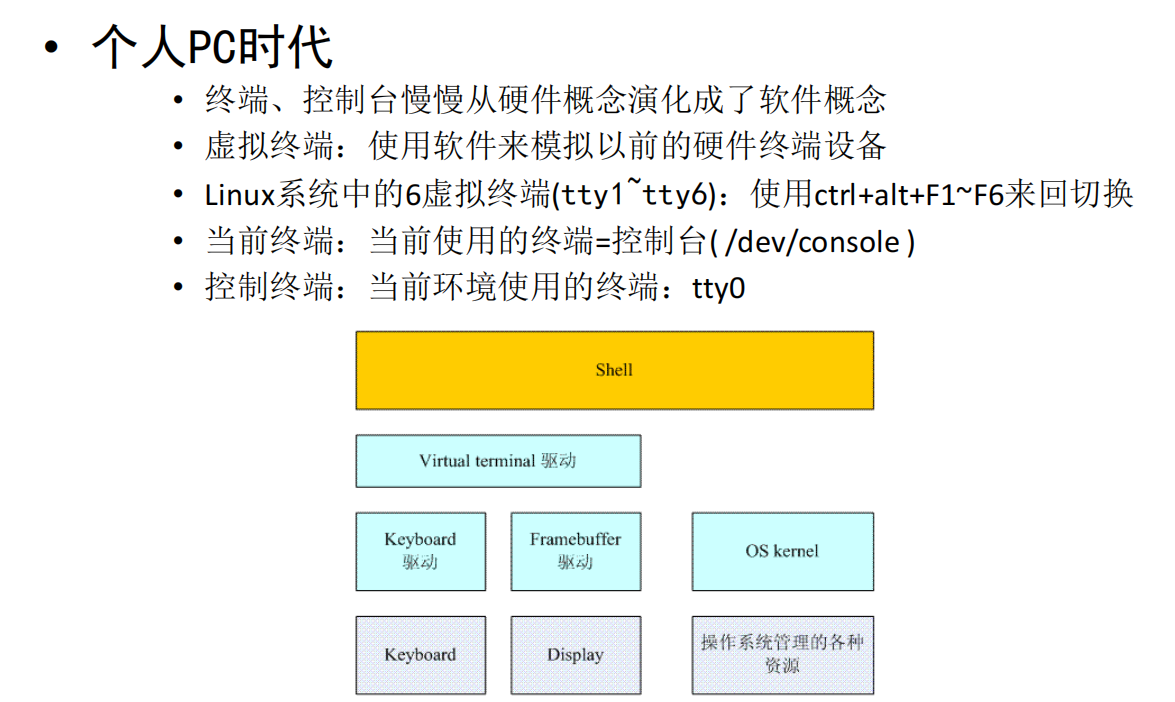 • 个人PC时代
• 终端、控制台慢慢从硬件概念演化成了软件概念
• 虚拟终端：使用软件来模拟以前的硬件终端设备
• Linux系统中的6虚拟终端(tty1~tty6)：使用ctrl+alt+F1~F6来回切换
• 当前终端：当前使用的终端=控制台( /dev/console )
• 控制终端：当前环境使用的终端：tty0
Shell
Virtual terminal 驱动
Keyboard
驱动
Framebuffer
驱动
OS kernel
Keyboard
Display
操作系统管理的各种
资源